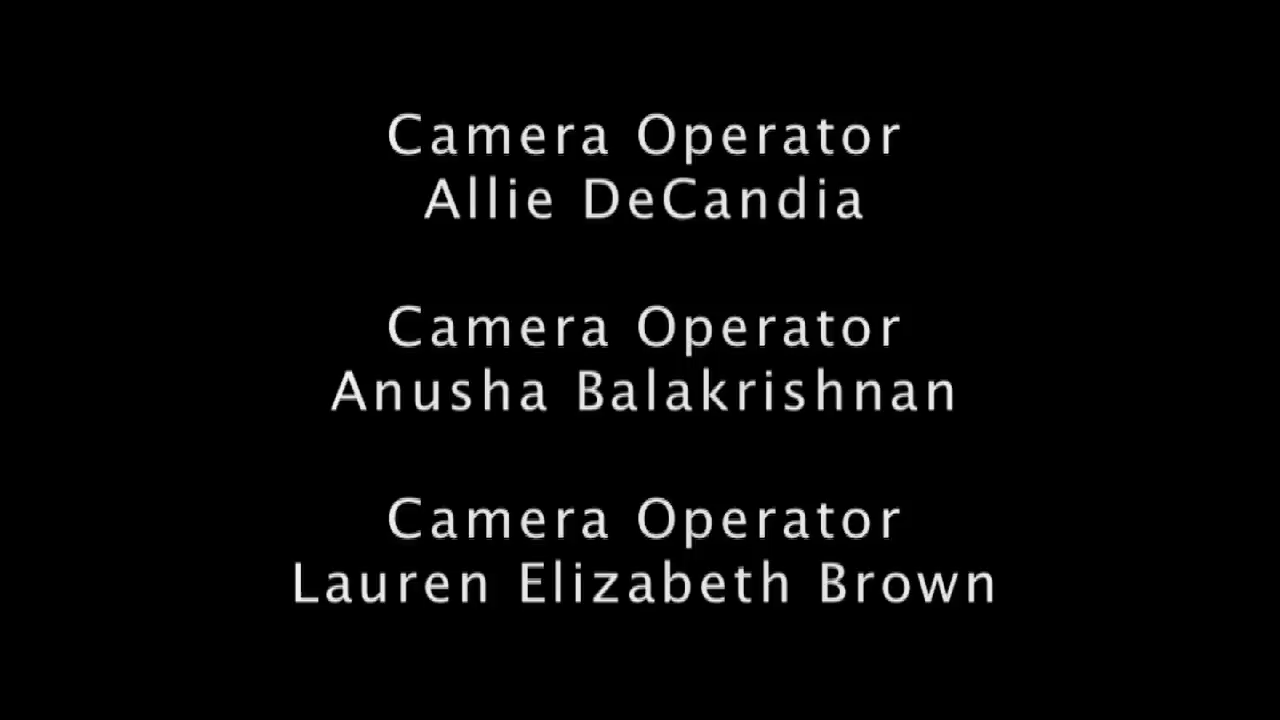 Camera Operator
Allie DeCandia
Camera Operator
Anusha Balakrishnan
Camera Operator
Lauren Elizabeth Brown